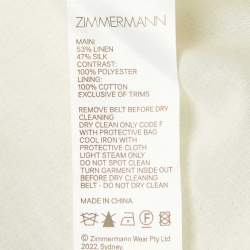 ZIMMERMANN
MAIN:
53% LINEN
47% SILK
CONTRAST:
100% POLYESTER
LINING:
100% COTTON
EXCLUSIVE OF TRIMS
REMOVE BELT BEFORE DRY
CLEANING
DRY CLEAN ONLY CODE F
WITH PROTECTIVE BAG
COOL IRON WITH
PROTECTIVE CLOTH
LIGHT STEAM ONLY
DO NOT SPOT CLEAN
TURN GARMENT INSIDE OUT
BEFORE DRY CLEANING
BELT - DO NOT DRY CLEAN
MADE IN CHINA
F
© Zimmermann Wear Pty Ltd
2022, Sydney.